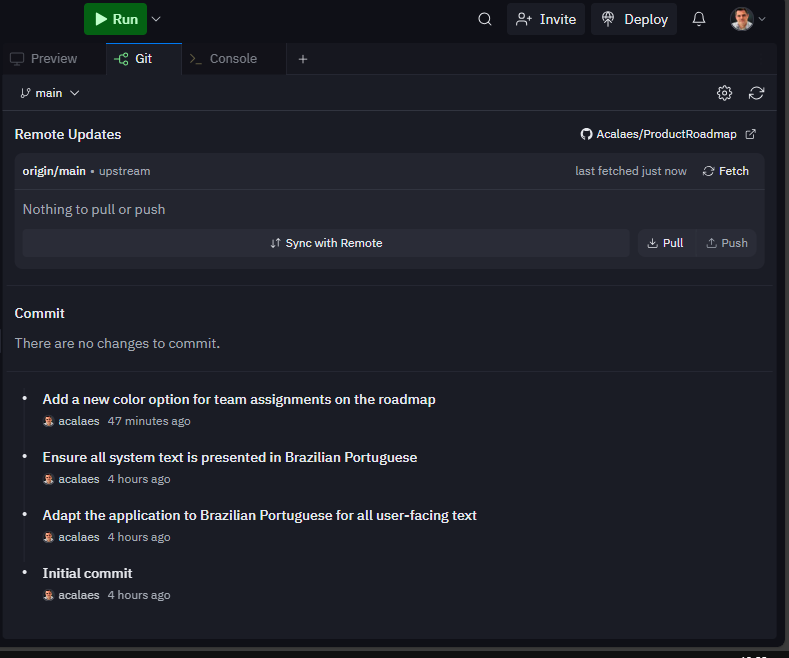 Run
Invite
Deploy
Preview
Git
Console
main
Remote Updates
Acalaes/ProductRoadmap
origin/main • upstream
last fetched just now
Fetch
Nothing to pull or push
Sync with Remote
Pull
Push
Commit
There are no changes to commit.
Add a new color option for team assignments on the roadmap
acalaes 47 minutes ago
Ensure all system text is presented in Brazilian Portuguese
acalaes 4 hours ago
Adapt the application to Brazilian Portuguese for all user-facing text
acalaes 4 hours ago
Initial commit
acalaes 4 hours ago